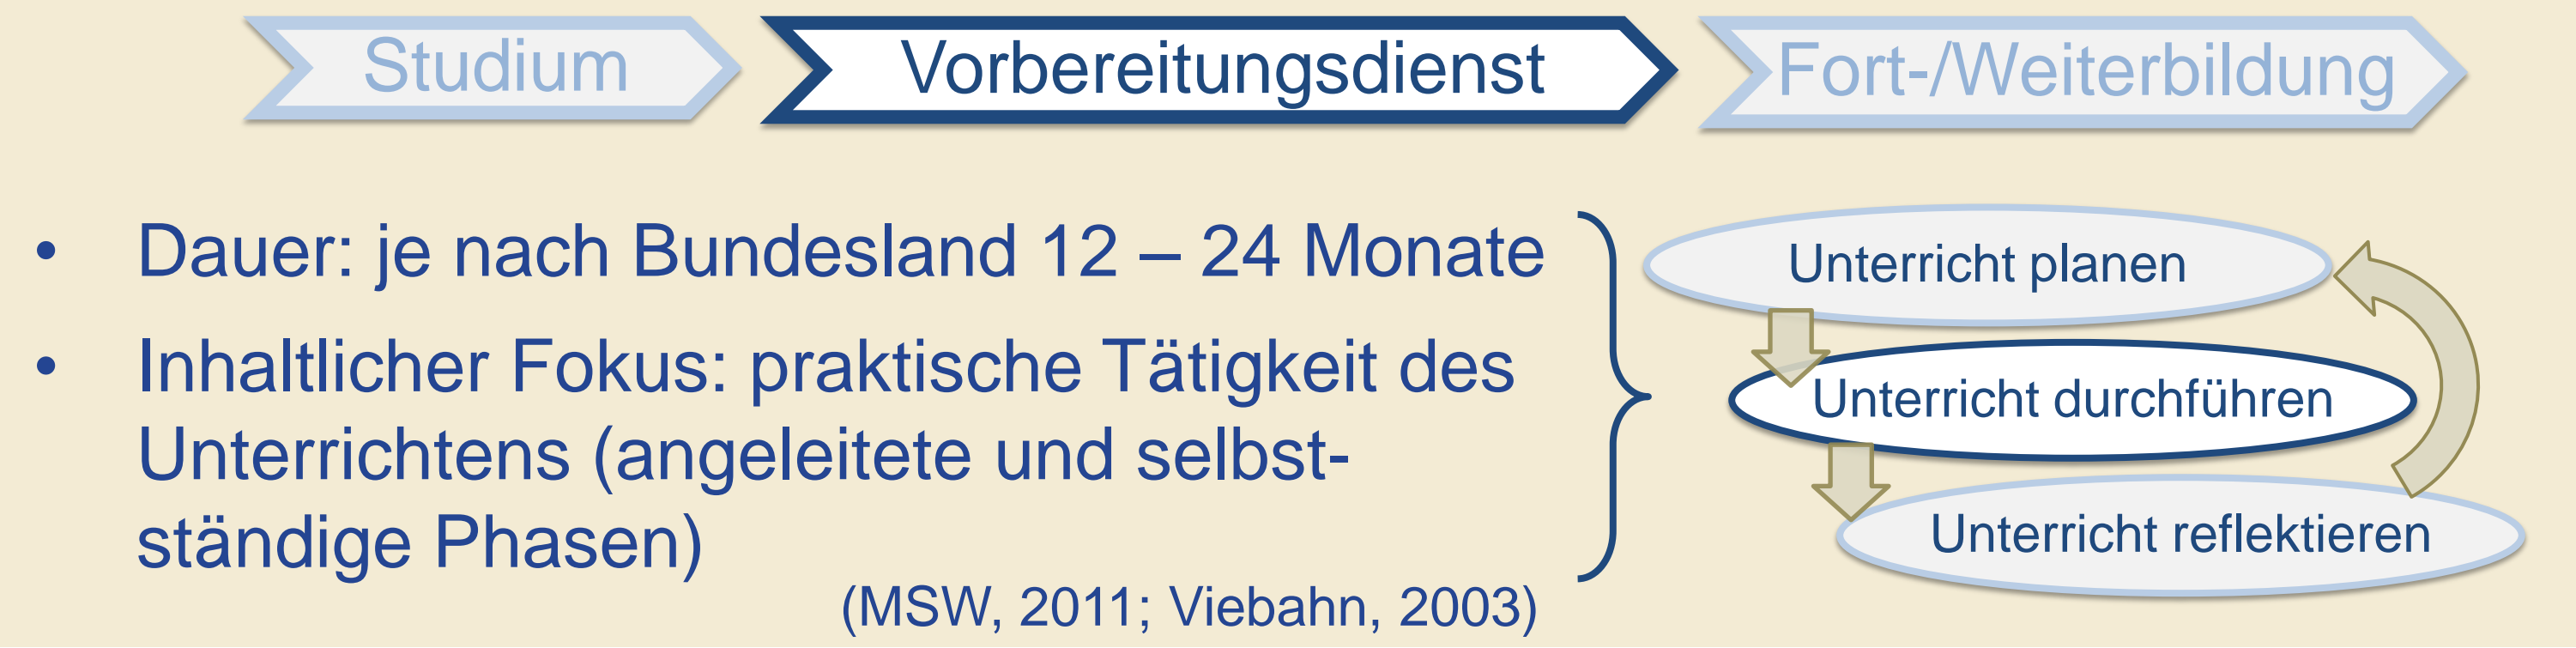 Studium
Vorbereitungsdienst
Fort-/Weiterbildung
• Dauer: je nach Bundesland 12 – 24 Monate
• Inhaltlicher Fokus: praktische Tätigkeit des
Unterrichtens (angeleitete und selbst-
ständige Phasen)
(MSW, 2011; Viebahn, 2003)
Unterricht planen
Unterricht durchführen
Unterricht reflektieren